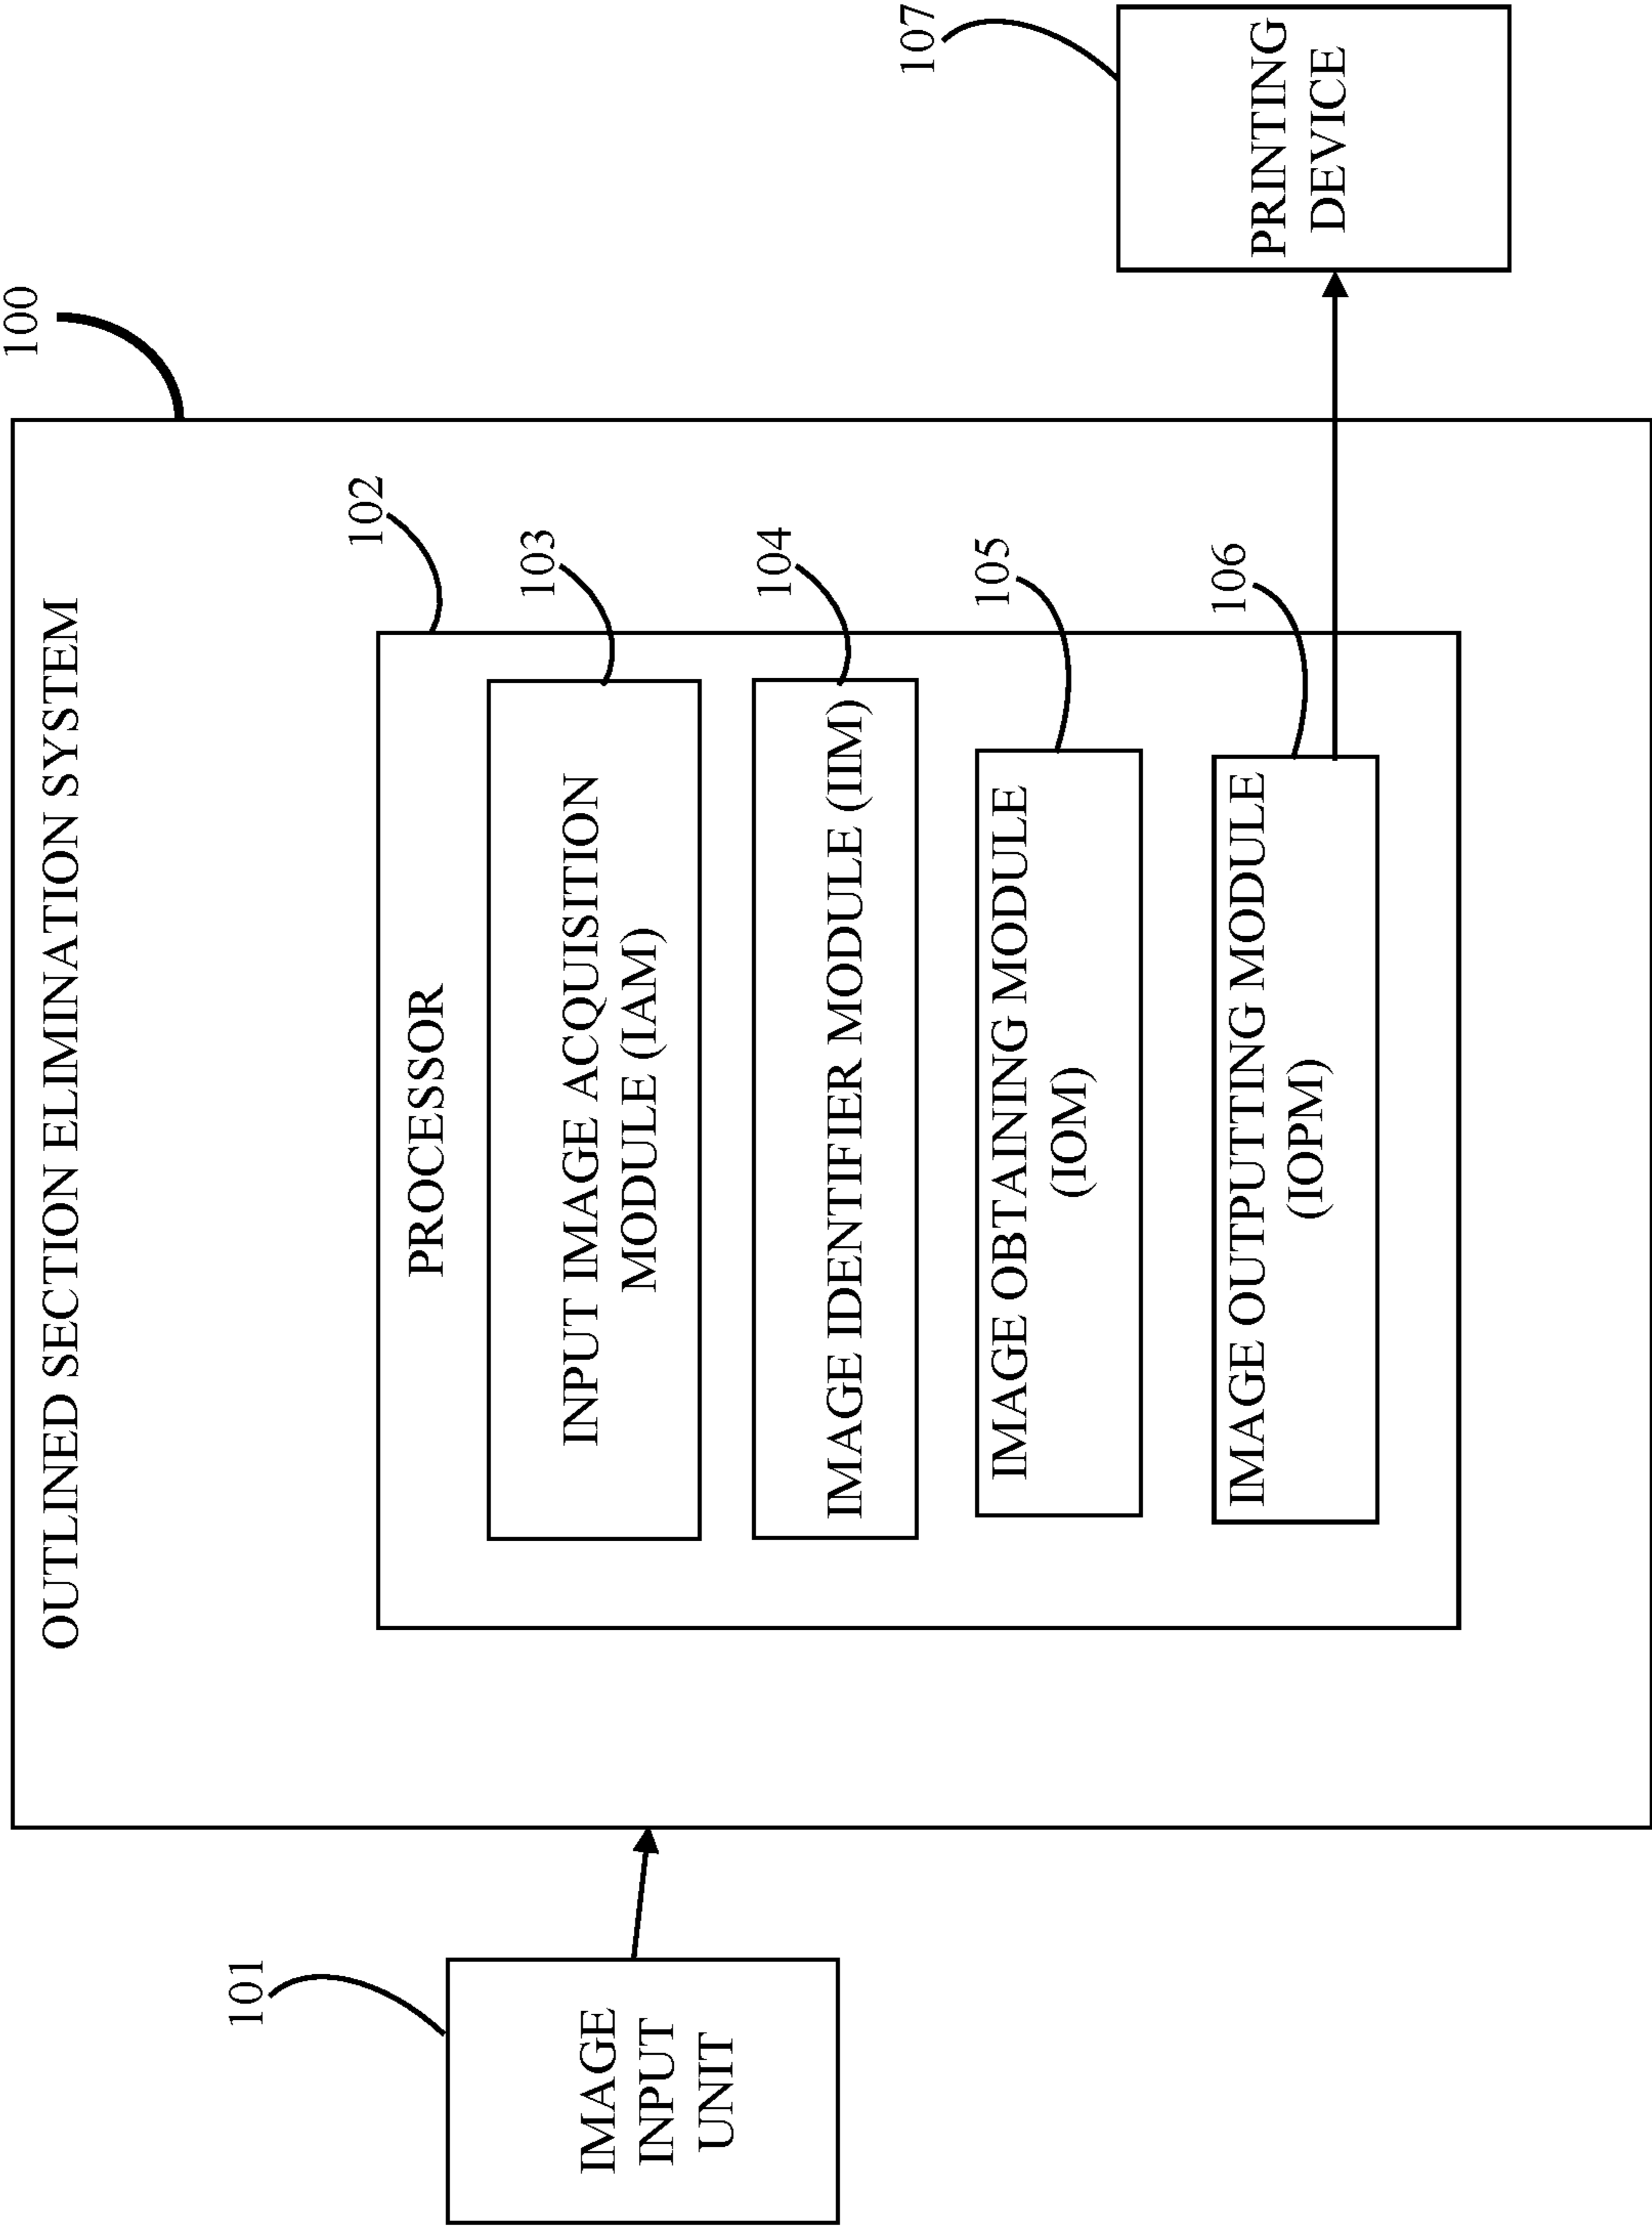 100
OUTLINED SECTION ELIMINATION SYSTEM
102
PROCESSOR
103
INPUT IMAGE ACQUISITION
MODULE (IAM)
104
IMAGE IDENTIFIER MODULE (IIM)
105
IMAGE OBTAINING MODULE
(IOM)
106
IMAGE OUTPUTTING MODULE
(IOPM)
101
IMAGE
INPUT
UNIT
107
PRINTING
DEVICE